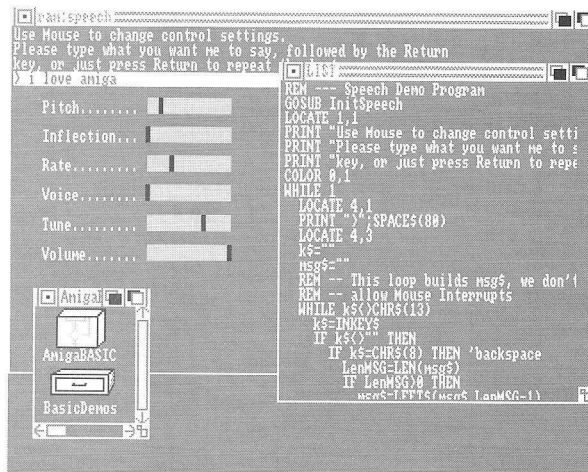 ram:speech
Use Mouse to change control settings.
Please type what you want me to say, followed by the Return
key, or just press Return to repeat
> i love amiga
Pitch........
Inflection...
Rate.........
Voice........
Tune.........
Volume.......
LIST
REM --- Speech Demo Program
GOSUB InitSpeech
LOCATE 1,1
PRINT "Use Mouse to change control setti
PRINT "Please type what you want me to s
PRINT "key, or just press Return to repe
COLOR 0,1
WHILE 1
LOCATE 4,1
PRINT ">";SPACE$(80)
LOCATE 4,3
k$=""
msg$=""
REM -- This loop builds msg$, we don't
REM -- allow Mouse Interrupts
WHILE k$<>CHR$(13)
k$=INKEY$
IF k$<>"" THEN
IF k$=CHR$(8) THEN 'backspace
LenMSG=LEN(msg$)
IF LenMSG>0 THEN
msg$=LEFT$(msg$,LenMSG-1)
AmigaB
AmigaBASIC
BasicDemos